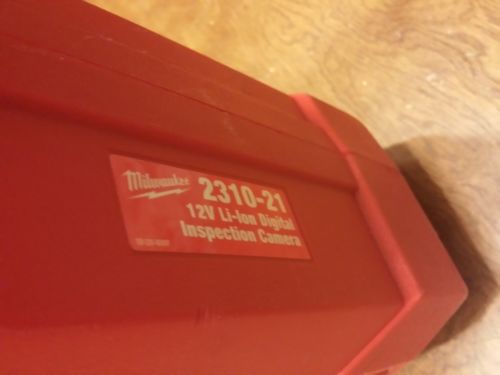 Milwaukee
2310-21
12V Li-Ion Digital
Inspection Camera